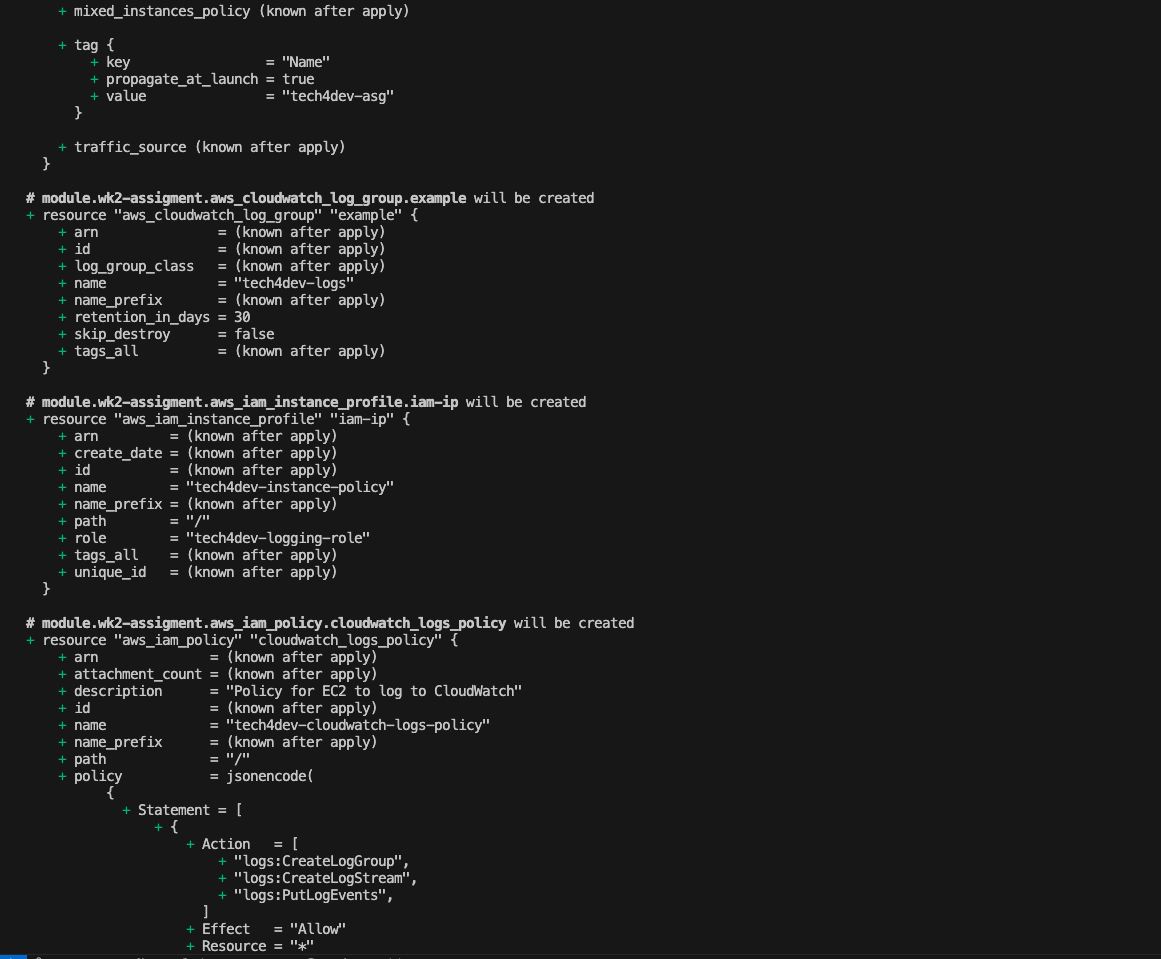 + mixed_instances_policy (known after apply)
+ tag {
+ key = "Name"
+ propagate_at_launch = true
+ value = "tech4dev-asg"
}
+ traffic_source (known after apply)
}
# module.wk2-assigment.aws_cloudwatch_log_group.example will be created
+ resource "aws_cloudwatch_log_group" "example" {
+ arn = (known after apply)
+ id = (known after apply)
+ log_group_class = (known after apply)
+ name = "tech4dev-logs"
+ name_prefix = (known after apply)
+ retention_in_days = 30
+ skip_destroy = false
+ tags_all = (known after apply)
}
# module.wk2-assigment.aws_iam_instance_profile.iam-ip will be created
+ resource "aws_iam_instance_profile" "iam-ip" {
+ arn = (known after apply)
+ create_date = (known after apply)
+ id = (known after apply)
+ name = "tech4dev-instance-policy"
+ name_prefix = (known after apply)
+ path = "/"
+ role = "tech4dev-logging-role"
+ tags_all = (known after apply)
+ unique_id = (known after apply)
}
# module.wk2-assigment.aws_iam_policy.cloudwatch_logs_policy will be created
+ resource "aws_iam_policy" "cloudwatch_logs_policy" {
+ arn = (known after apply)
+ attachment_count = (known after apply)
+ description = "Policy for EC2 to log to CloudWatch"
+ id = (known after apply)
+ name = "tech4dev-cloudwatch-logs-policy"
+ name_prefix = (known after apply)
+ path = "/"
+ policy = jsonencode(
{
+ Statement = [
+ {
+ Action = [
+ "logs:CreateLogGroup",
+ "logs:CreateLogStream",
+ "logs:PutLogEvents",
]
+ Effect = "Allow"
+ Resource = "*"